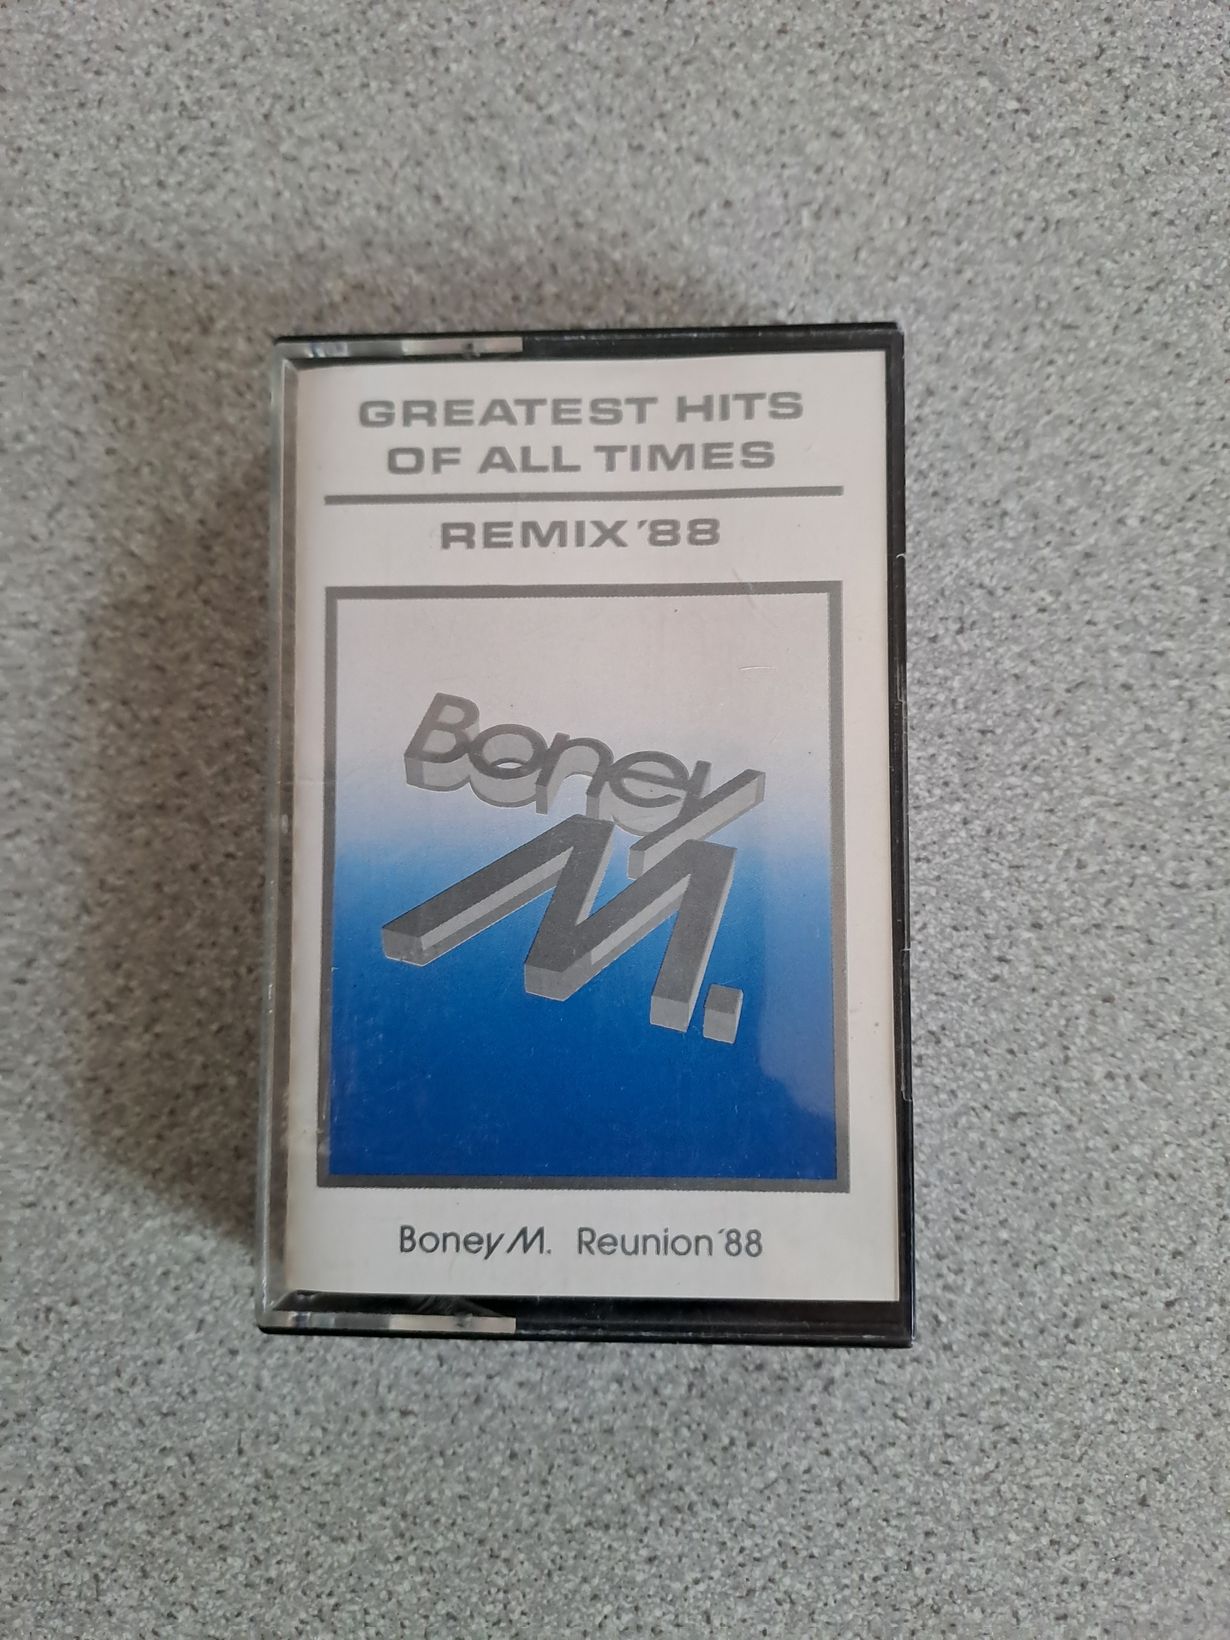 GREATEST HITS
OF ALL TIMES
REMIX ´88
Boney
M.
Boney M. Reunion´88